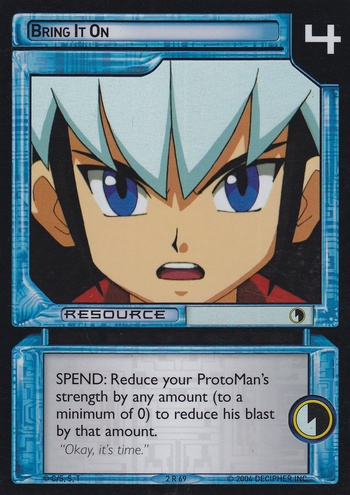 BRING IT ON
4
RESOURCE
SPEND: Reduce your ProtoMan's
strength by any amount (to a
minimum of 0) to reduce his blast
by that amount.
"Okay, it's time."
© C/S, S, T
2 R 69
© 2004 DECIPHER INC.